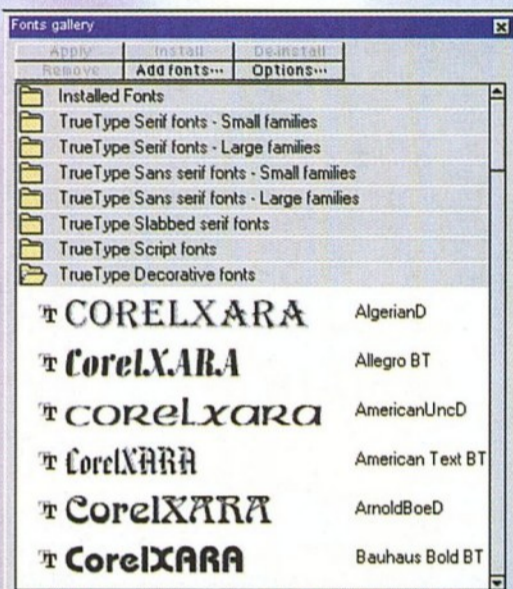 Fonts gallery
Apply Install De-install
Remove Add fonts... Options...
Installed Fonts
TrueType Serif fonts - Small families
TrueType Serif fonts - Large families
TrueType Sans serif fonts - Small families
TrueType Sans serif fonts - Large families
TrueType Slabbed serif fonts
TrueType Script fonts
TrueType Decorative fonts
CORELXARA AlgerianD
CorelXARA Allegro BT
corelxara AmericanUncD
CorelXARA American Text BT
CorelXARA ArnoldBoeD
CorelXARA Bauhaus Bold BT